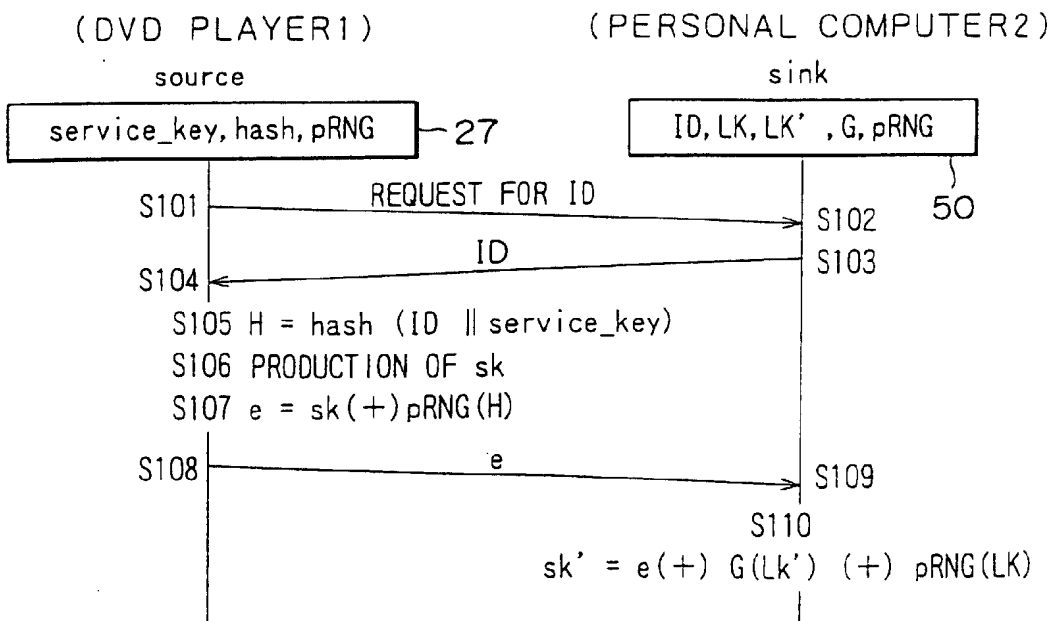 (DVD PLAYER1) (PERSONAL COMPUTER2)
source sink
service_key, hash, pRNG 27 ID, LK, LK' , G, pRNG
50
S101 REQUEST FOR ID S102
S104 ID S103
S105 H = hash (ID || service_key)
S106 PRODUCTION OF sk
S107 e = sk(+)pRNG(H)
S108 e S109
S110
sk' = e(+) G(Lk') (+) pRNG(LK)